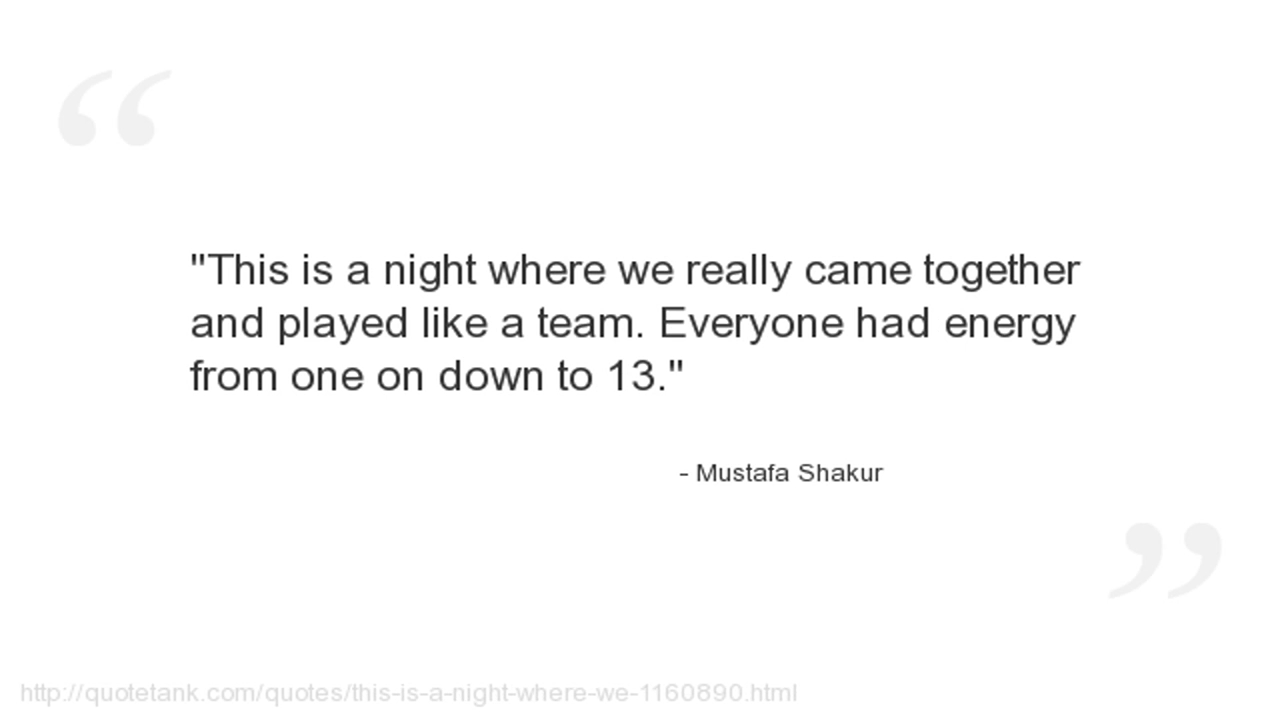 "This is a night where we really came together
and played like a team. Everyone had energy
from one on down to 13."
- Mustafa Shakur
http://quotetank.com/quotes/this-is-a-night-where-we-1160890.html